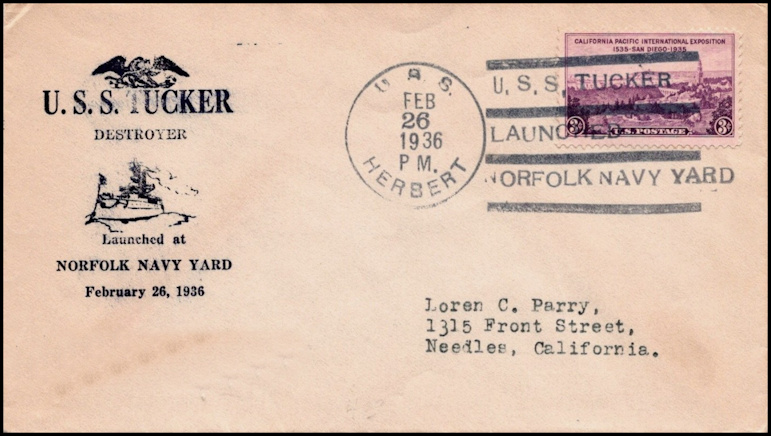 U. S. S. TUCKER
DESTROYER
Launched at
NORFOLK NAVY YARD
February 26, 1936
U. S. S.
FEB
26
1936
P M.
HERBERT
CALIFORNIA PACIFIC INTERNATIONAL EXPOSITION
1535-SAN DIEGO-1935
3¢ U.S. POSTAGE 3¢
U. S. S. TUCKER
LAUNCHED
NORFOLK NAVY YARD
Loren C. Parry,
1315 Front Street,
Needles, California.